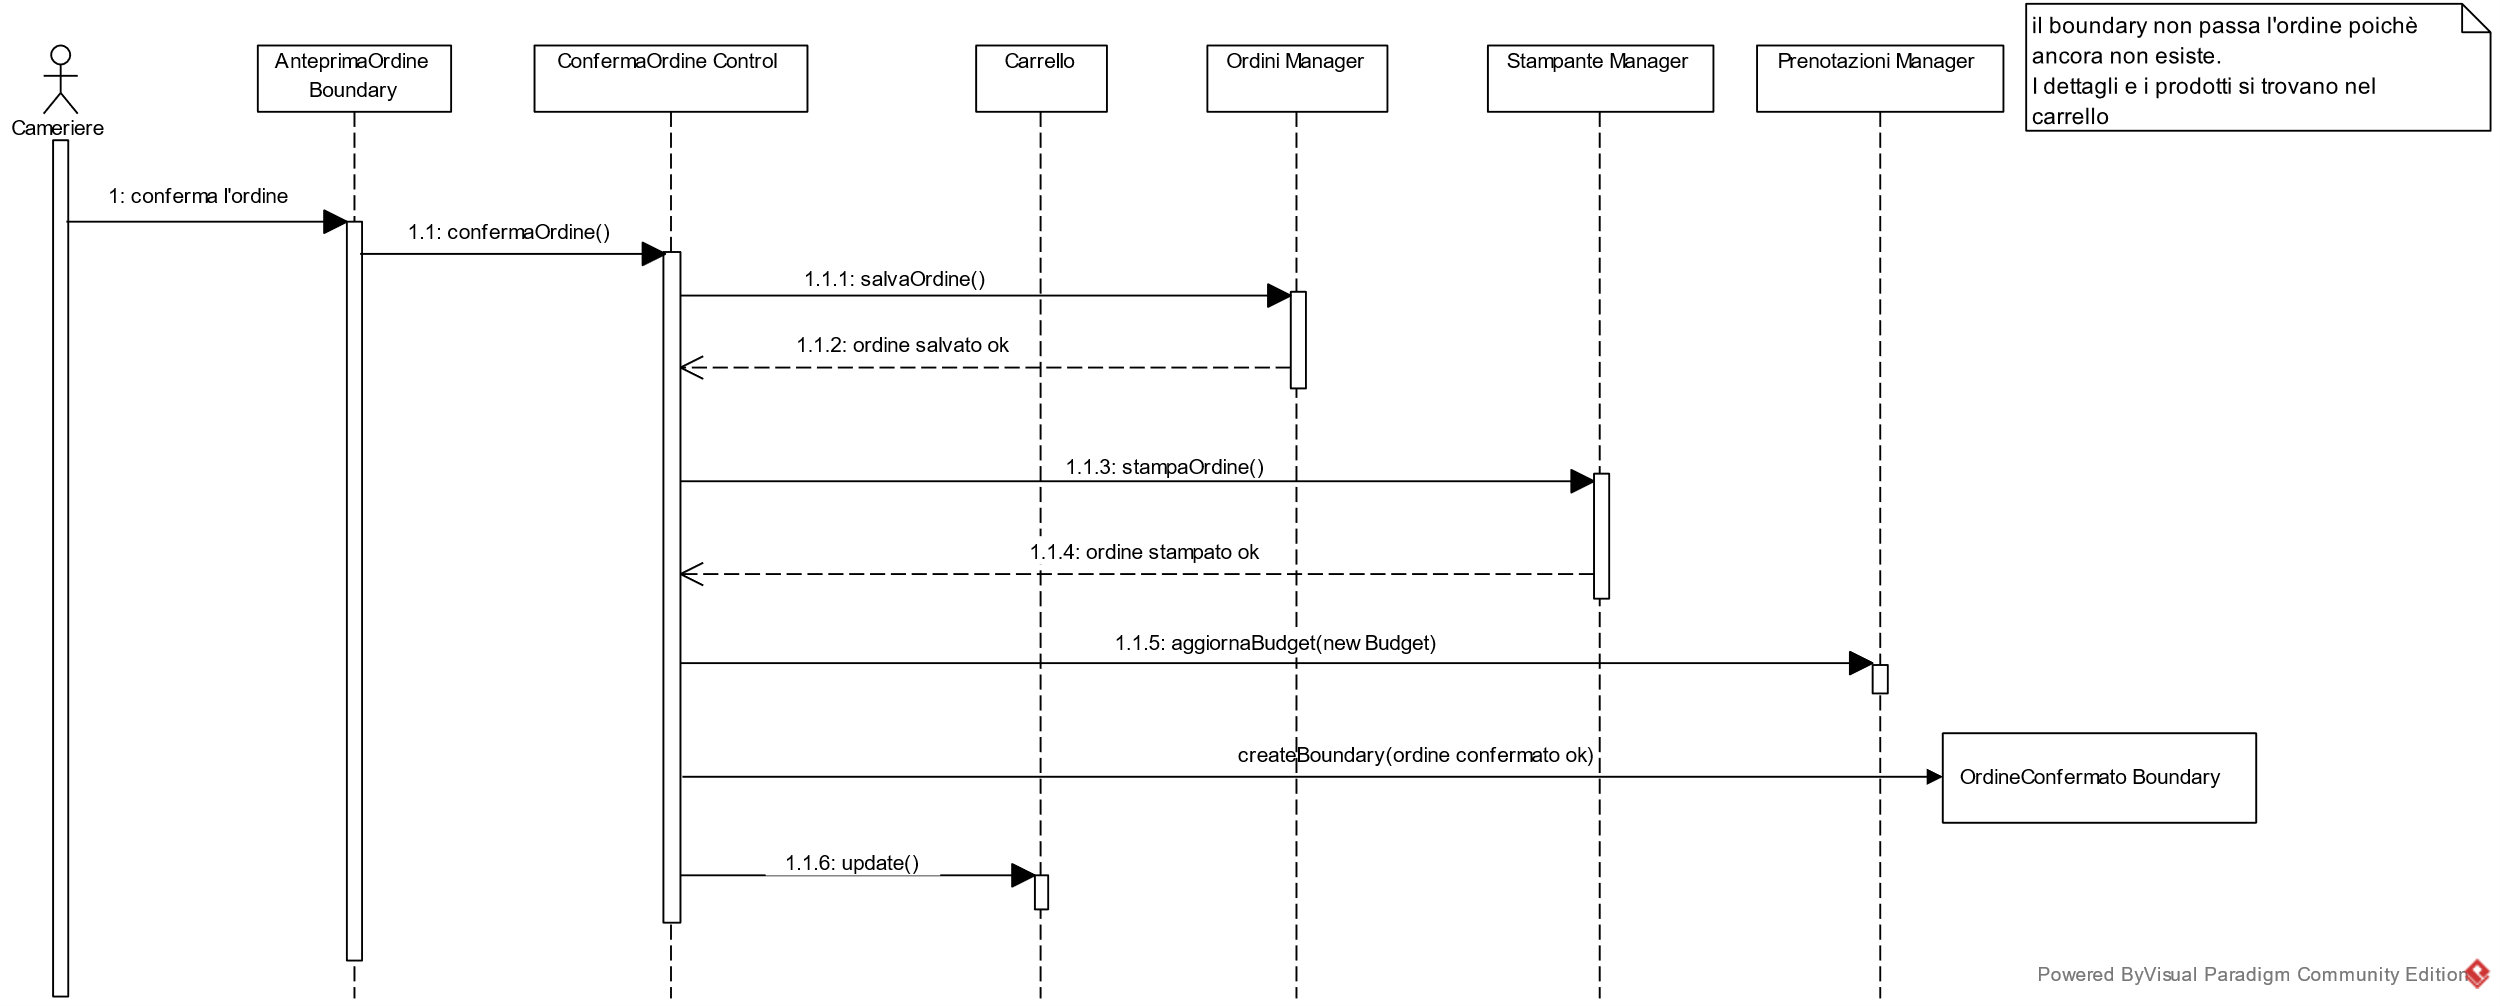 il boundary non passa l'ordine poichè
ancora non esiste.
I dettagli e i prodotti si trovano nel
carrello
Cameriere
AnteprimaOrdine
Boundary
ConfermaOrdine Control
Carrello
Ordini Manager
Stampante Manager
Prenotazioni Manager
1: conferma l'ordine
1.1: confermaOrdine()
1.1.1: salvaOrdine()
1.1.2: ordine salvato ok
1.1.3: stampaOrdine()
1.1.4: ordine stampato ok
1.1.5: aggiornaBudget(new Budget)
createBoundary(ordine confermato ok)
OrdineConfermato Boundary
1.1.6: update()
Powered ByVisual Paradigm Community Edition